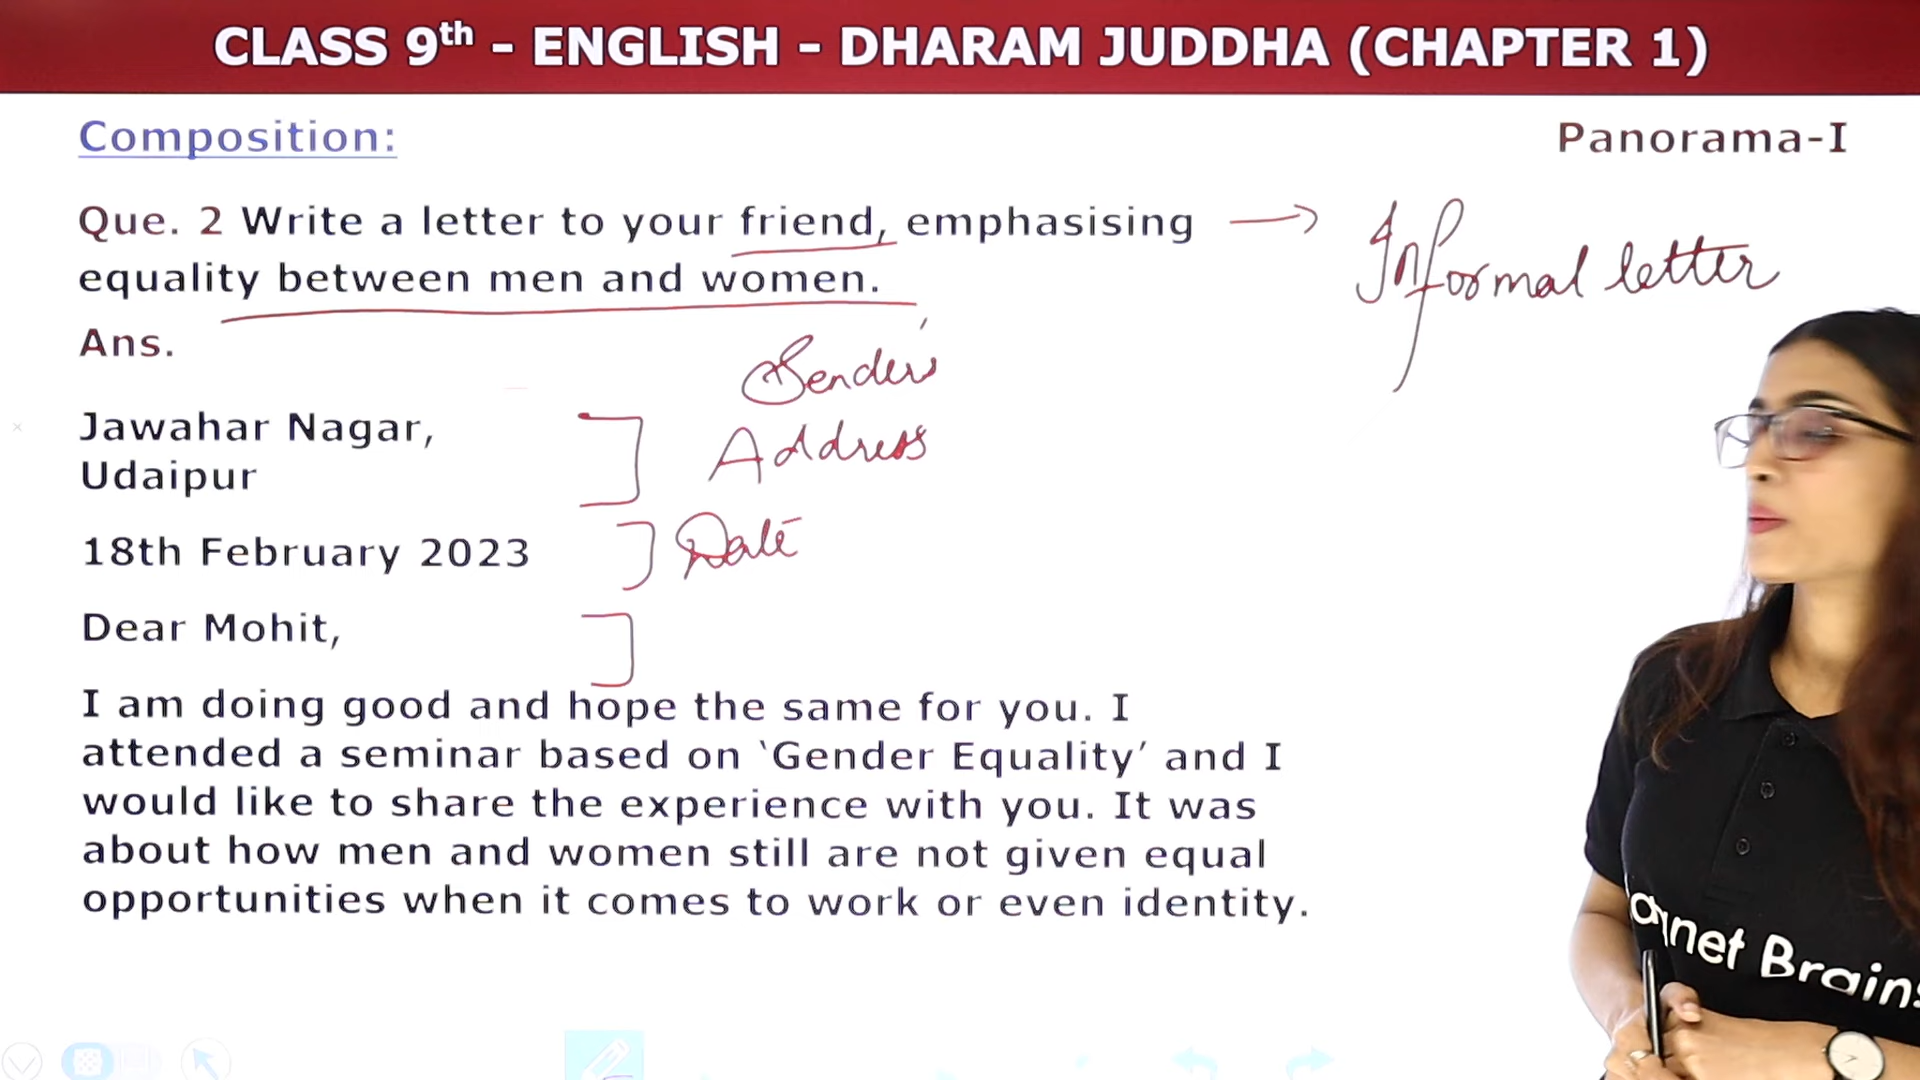 CLASS 9th - ENGLISH - DHARAM JUDDHA (CHAPTER 1)
Composition:
Panorama-I
Que. 2 Write a letter to your friend, emphasising
equality between men and women.
Informal letter
Ans.
Sender's
Address
Jawahar Nagar,
Udaipur
18th February 2023
Date
Dear Mohit,
I am doing good and hope the same for you. I
attended a seminar based on ‘Gender Equality’ and I
would like to share the experience with you. It was
about how men and women still are not given equal
opportunities when it comes to work or even identity.
gnet Brains